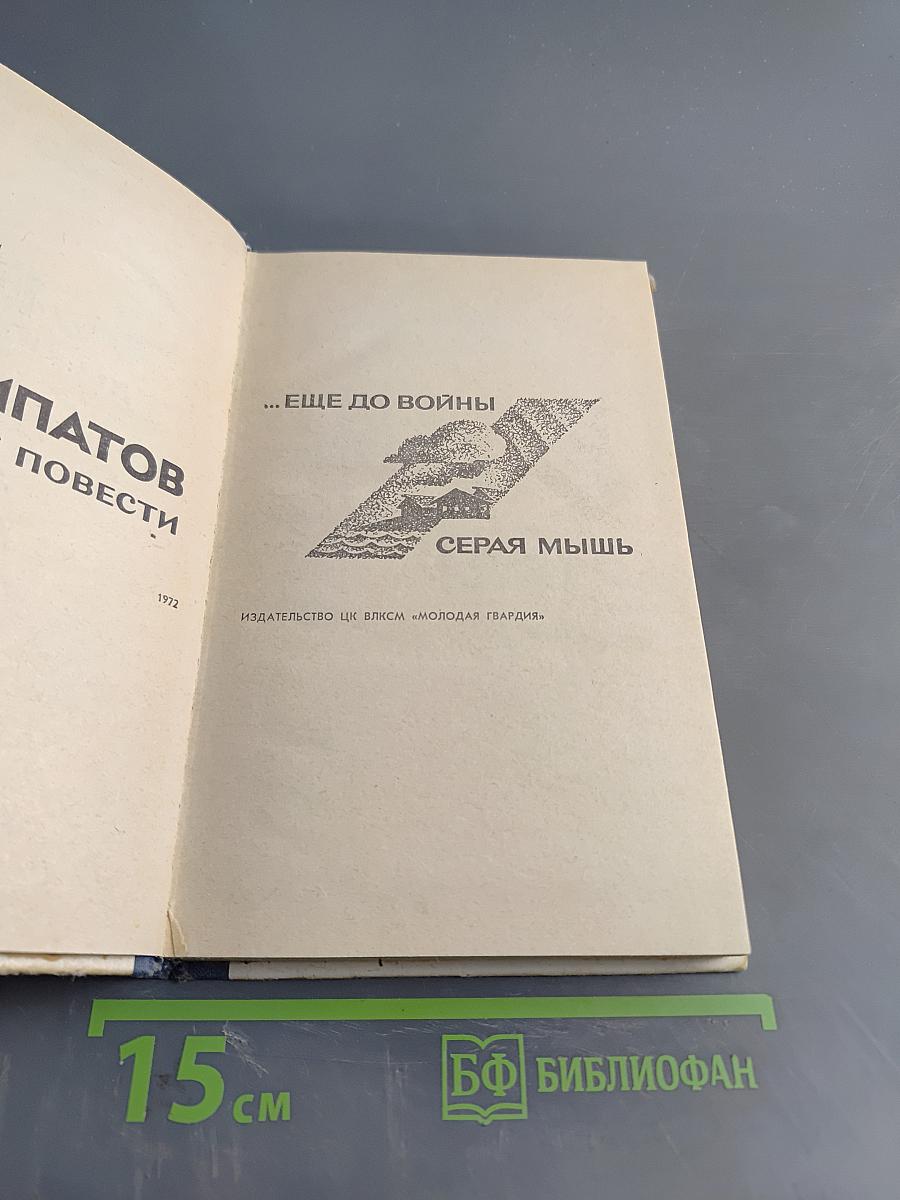 ИПАТОВ
ПОВЕСТИ
1972
...ЕЩЕ ДО ВОЙНЫ
СЕРАЯ МЫШЬ
ИЗДАТЕЛЬСТВО ЦК ВЛКСМ «МОЛОДАЯ ГВАРДИЯ»
15 см
БФ БИБЛИОФАН